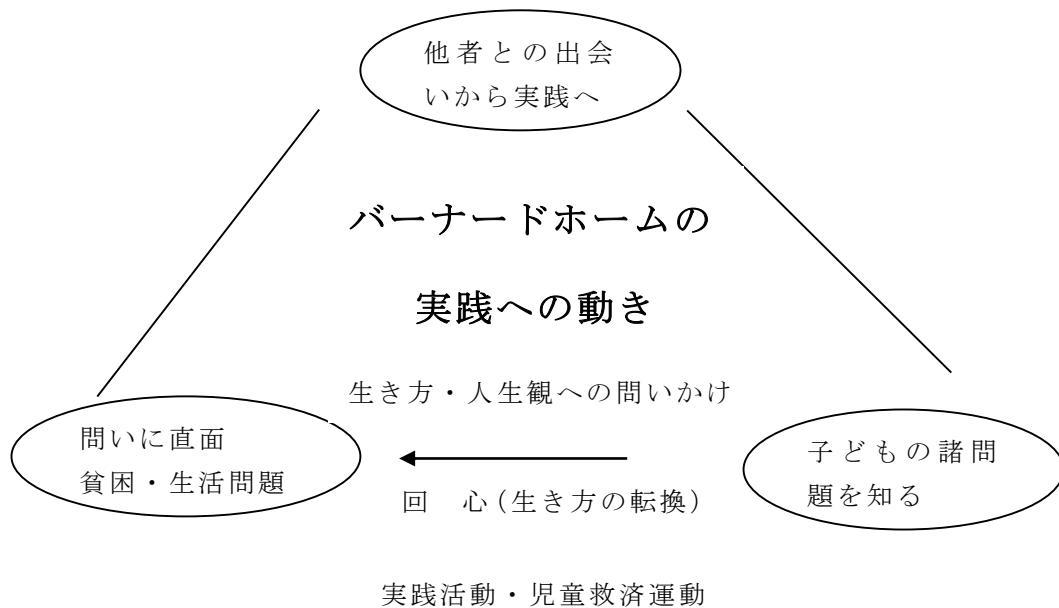 他者との出会
いから実践へ
バーナードホームの
実践への動き
生き方・人生観への問いかけ
問いに直面
貧困・生活問題
子どもの諸問
題を知る
回　心(生き方の転換)
実践活動・児童救済運動